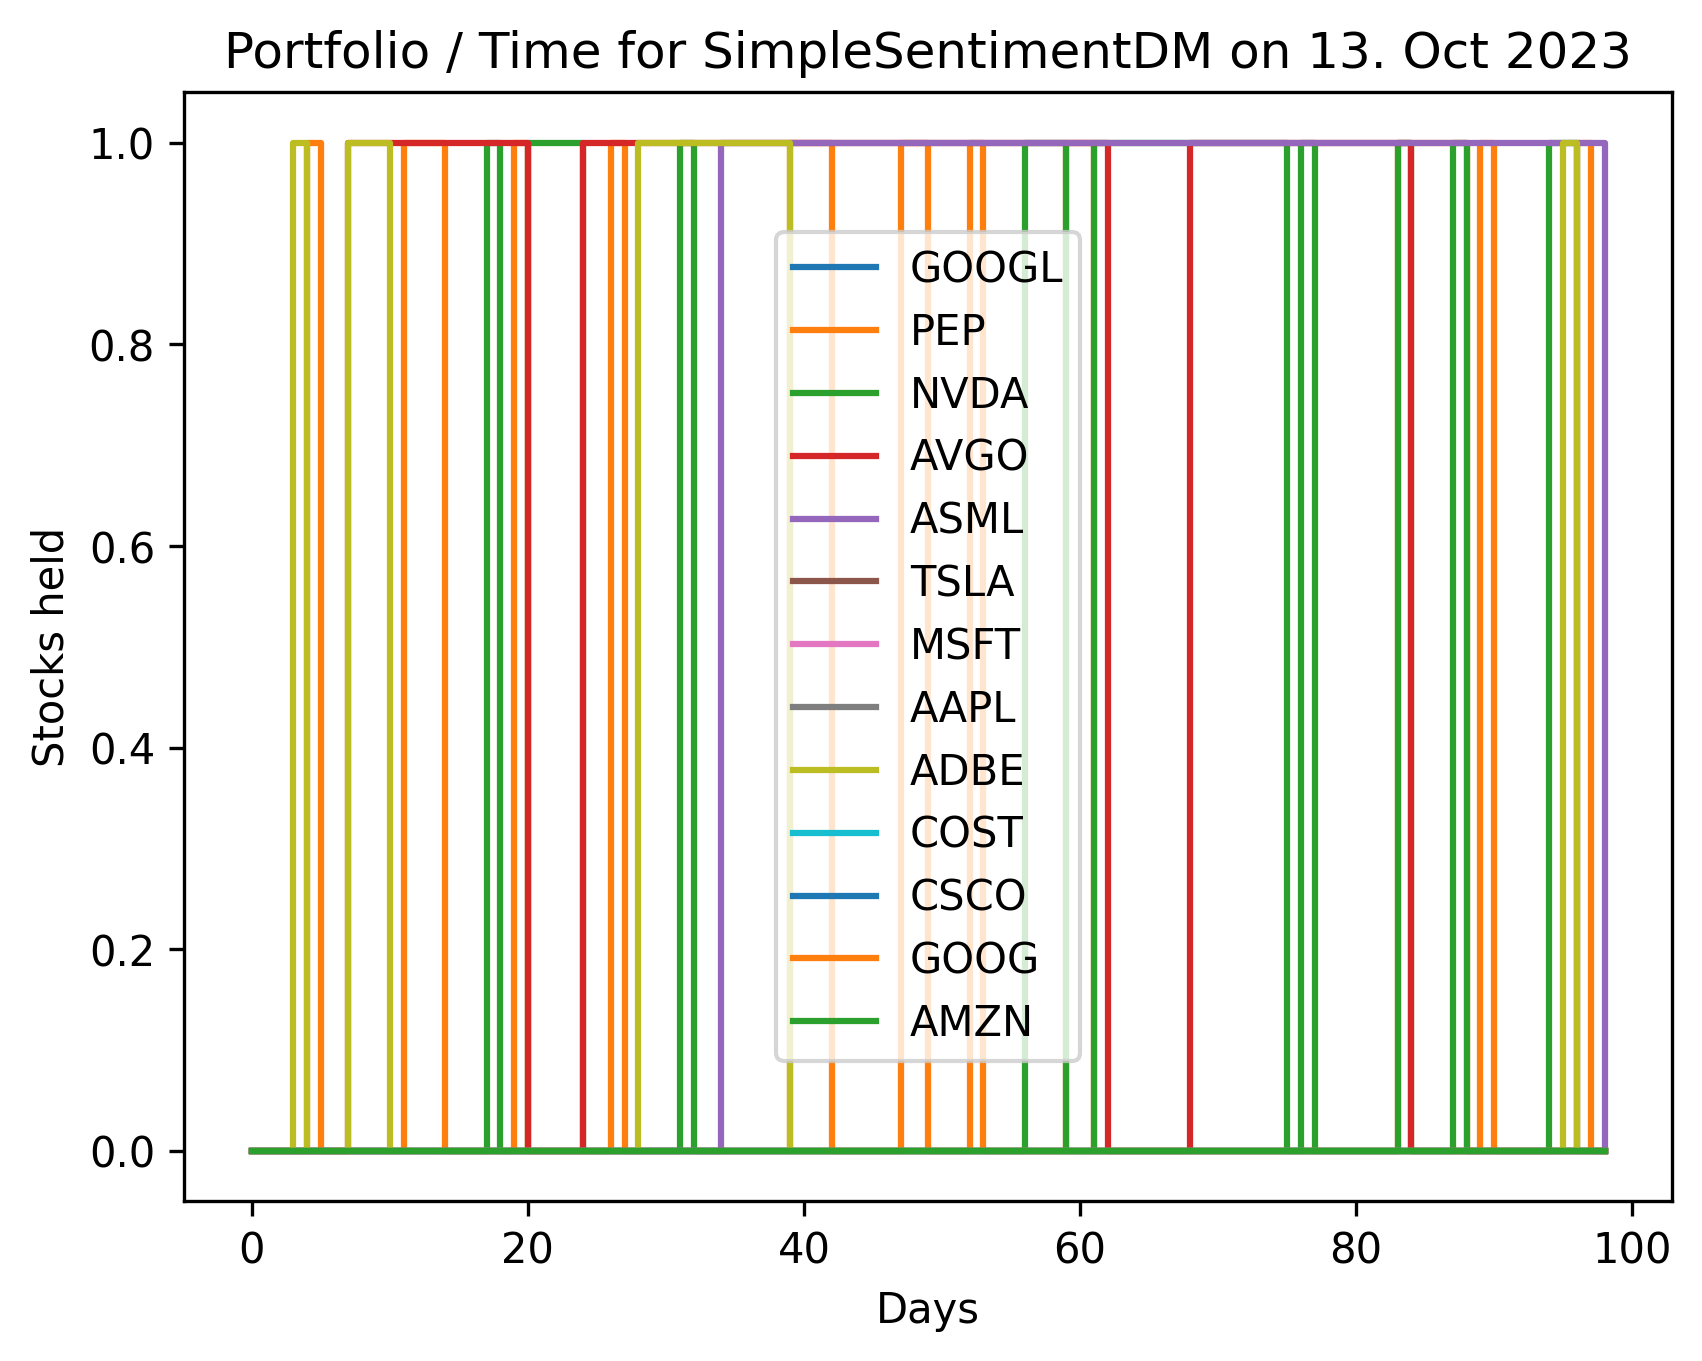 Portfolio / Time for SimpleSentimentDM on 13. Oct 2023
1.0
0.8
0.6
0.4
0.2
0.0
Stocks held
GOOGL
PEP
NVDA
AVGO
ASML
TSLA
MSFT
AAPL
ADBE
COST
CSCO
GOOG
AMZN
0 20 40 60 80 100
Days